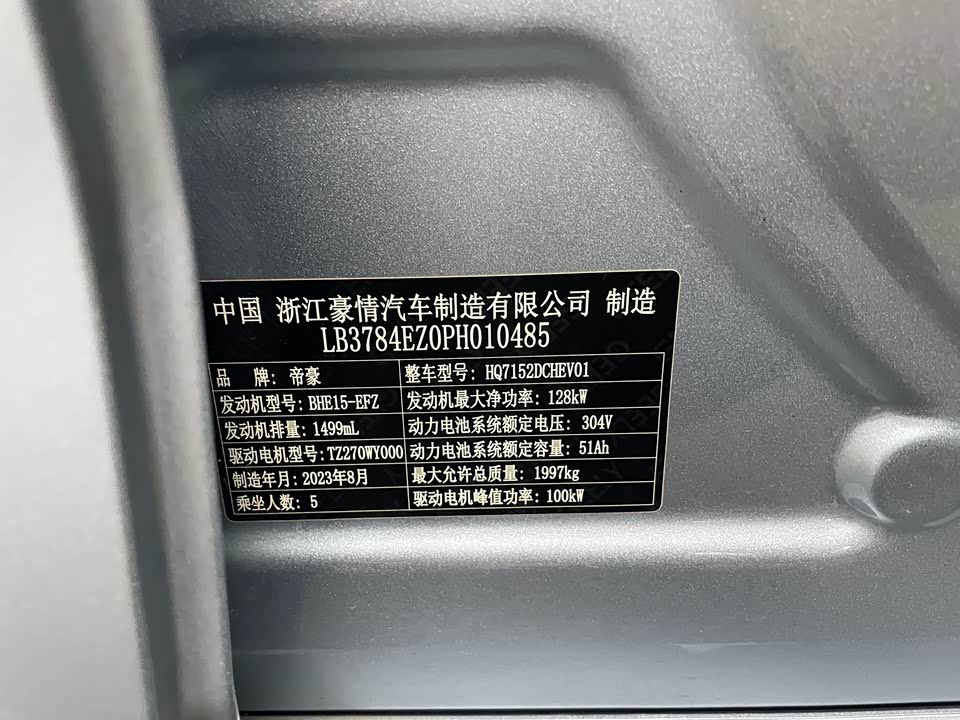 中国 浙江豪情汽车制造有限公司 制造
LB3784EZ0PH010485
品 牌: 帝豪 整车型号: HQ7152DCHEV01
发动机型号: BHE15-EFZ 发动机最大净功率: 128kW
发动机排量: 1499mL 动力电池系统额定电压: 304V
驱动电机型号: TZ270WY000 动力电池系统额定容量: 51Ah
制造年月: 2023年8月 最大允许总质量: 1997kg
乘坐人数: 5 驱动电机峰值功率: 100kW